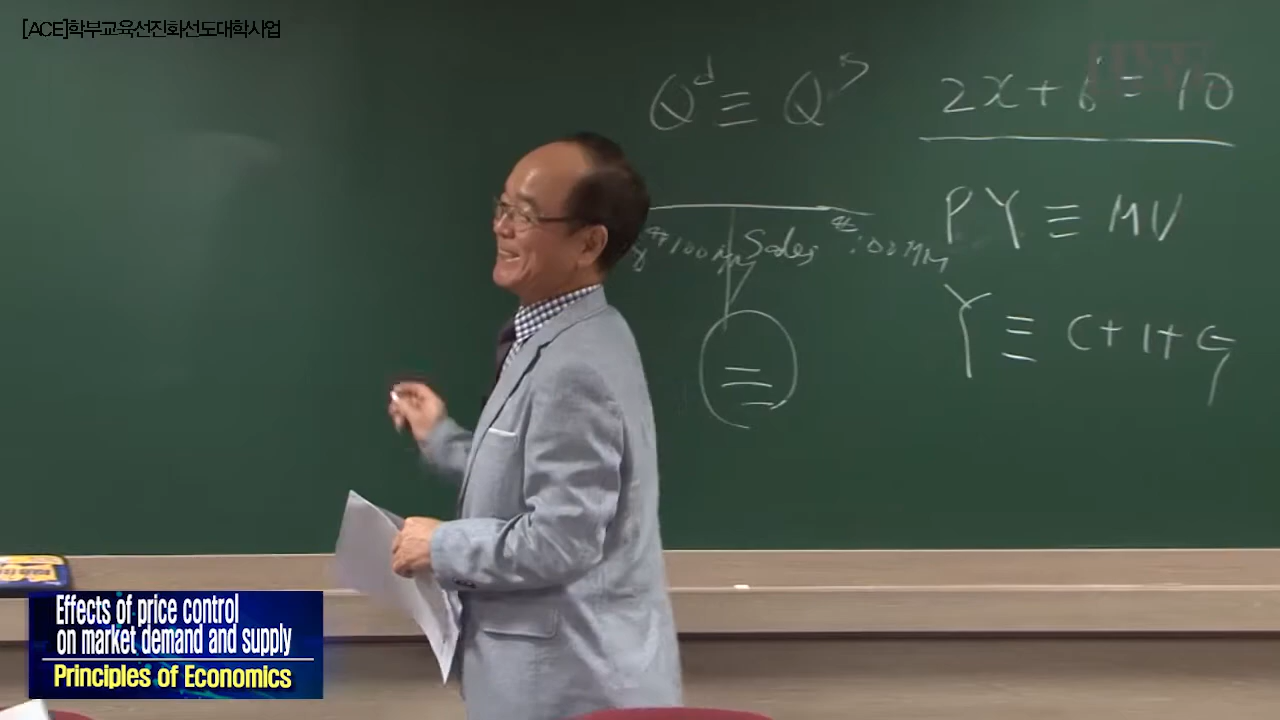 [ACE]학부교육선진화선도대학사업
Q^d ≡ Q^s
2x + 6 = 10
Sales
PY ≡ MV
Y ≡ C + I + G
=
Effects of price control
on market demand and supply
Principles of Economics